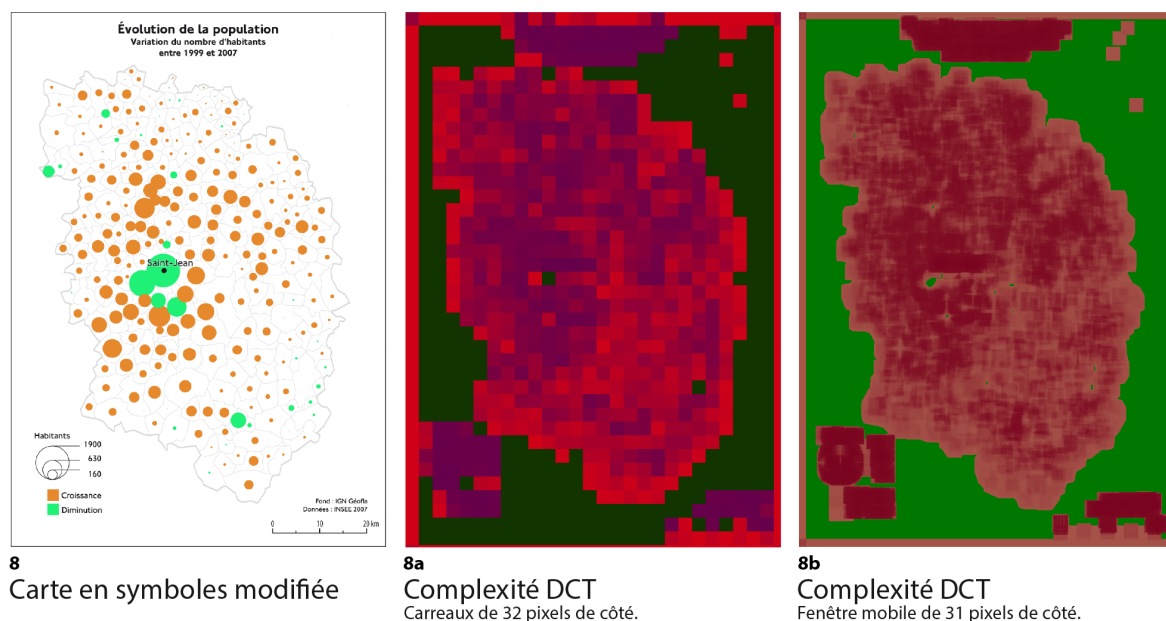 Évolution de la population
Variation du nombre d'habitants
entre 1999 et 2007
Saint-Jean
Habitants
1900
630
160
Croissance
Diminution
Fond : IGN Géofla
Données : INSEE 2007
0 10 20 km
8
Carte en symboles modifiée
8a
Complexité DCT
Carreaux de 32 pixels de côté.
8b
Complexité DCT
Fenêtre mobile de 31 pixels de côté.